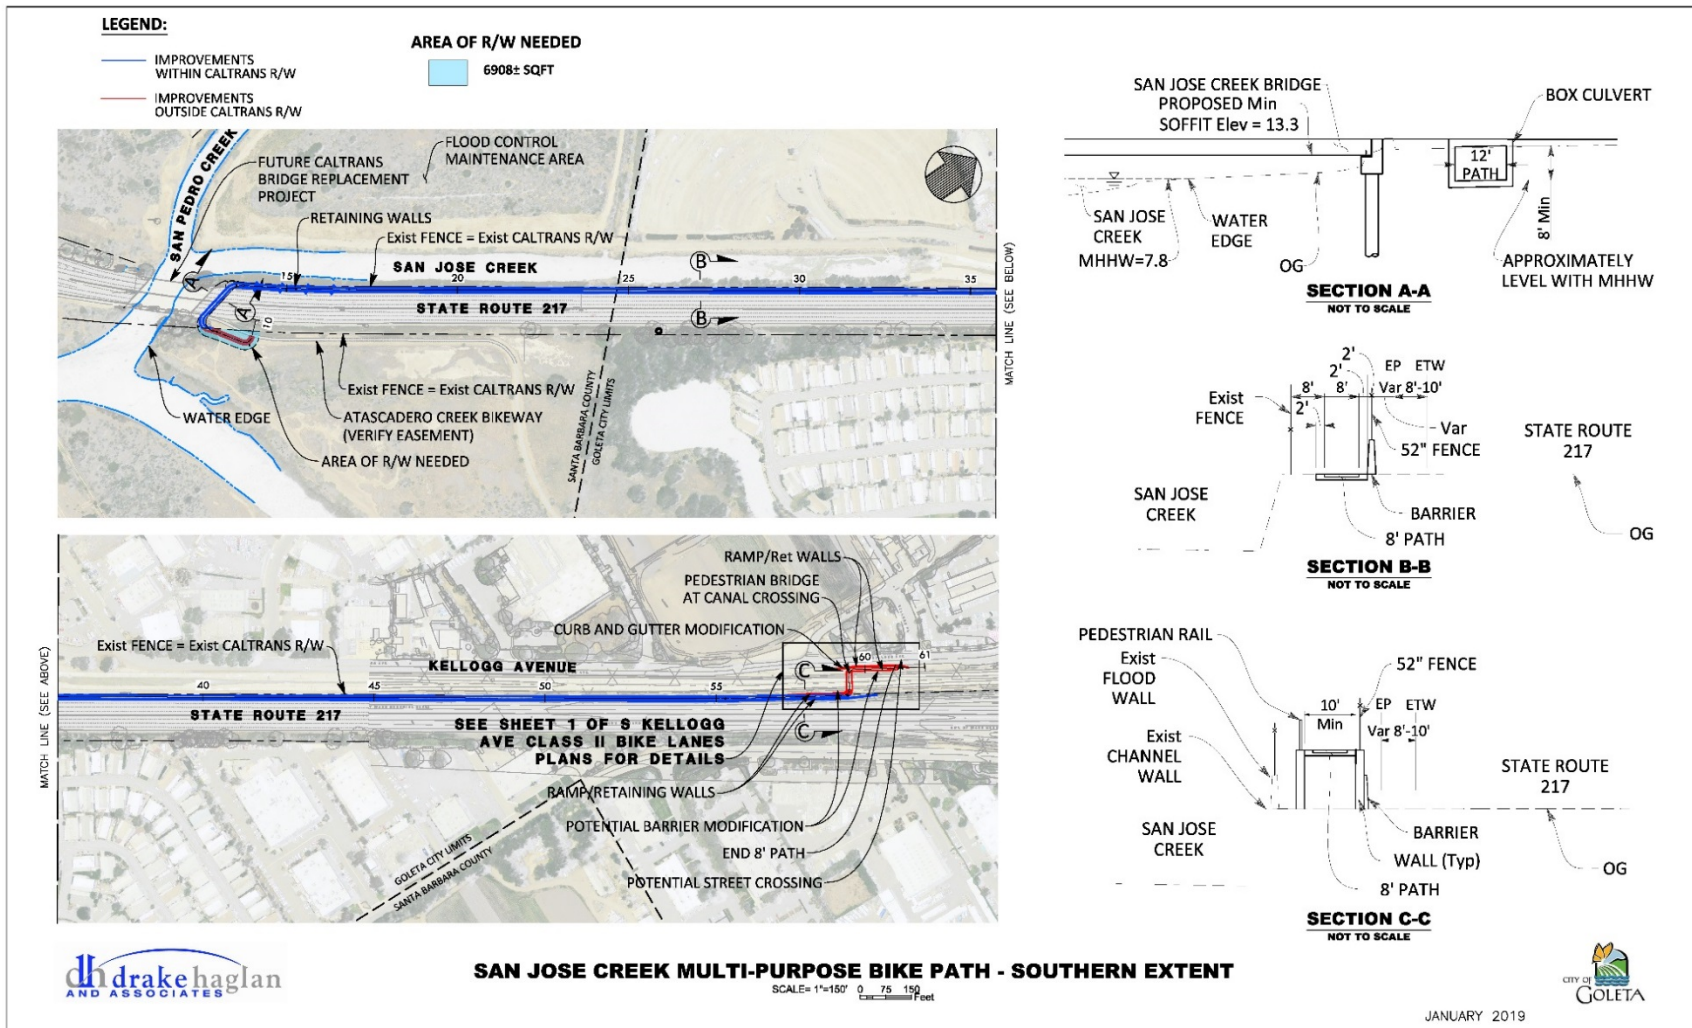 LEGEND:
IMPROVEMENTS
WITHIN CALTRANS R/W
IMPROVEMENTS
OUTSIDE CALTRANS R/W
AREA OF R/W NEEDED
6908± SQFT
SAN PEDRO CREEK
FUTURE CALTRANS
BRIDGE REPLACEMENT
PROJECT
FLOOD CONTROL
MAINTENANCE AREA
RETAINING WALLS
Exist FENCE = Exist CALTRANS R/W
SAN JOSE CREEK
A
A
B
B
10
15
20
25
30
35
STATE ROUTE 217
Exist FENCE = Exist CALTRANS R/W
WATER EDGE
ATASCADERO CREEK BIKEWAY
(VERIFY EASEMENT)
AREA OF R/W NEEDED
SANTA BARBARA COUNTY
GOLETA CITY LIMITS
MATCH LINE (SEE BELOW)
MATCH LINE (SEE ABOVE)
RAMP/Ret WALLS
PEDESTRIAN BRIDGE
AT CANAL CROSSING
CURB AND GUTTER MODIFICATION
Exist FENCE = Exist CALTRANS R/W
KELLOGG AVENUE
C
C
40
45
50
55
60
61
STATE ROUTE 217
SEE SHEET 1 OF S KELLOGG
AVE CLASS II BIKE LANES
PLANS FOR DETAILS
RAMP/RETAINING WALLS
POTENTIAL BARRIER MODIFICATION
END 8' PATH
POTENTIAL STREET CROSSING
GOLETA CITY LIMITS
SANTA BARBARA COUNTY
SAN JOSE CREEK BRIDGE
PROPOSED Min
SOFFIT Elev = 13.3
BOX CULVERT
12'
PATH
8' Min
SAN JOSE
CREEK
MHHW=7.8
WATER
EDGE
OG
APPROXIMATELY
LEVEL WITH MHHW
SECTION A-A
NOT TO SCALE
2'
2'
EP
ETW
8'
8'
Var 8'-10'
2'
Exist
FENCE
Var
52" FENCE
STATE ROUTE
217
SAN JOSE
CREEK
BARRIER
8' PATH
OG
SECTION B-B
NOT TO SCALE
PEDESTRIAN RAIL
Exist
FLOOD
WALL
52" FENCE
10'
Min
EP
ETW
Var 8'-10'
Exist
CHANNEL
WALL
STATE ROUTE
217
SAN JOSE
CREEK
BARRIER
WALL (Typ)
8' PATH
OG
SECTION C-C
NOT TO SCALE
dh drakehaglan
AND ASSOCIATES
SAN JOSE CREEK MULTI-PURPOSE BIKE PATH - SOUTHERN EXTENT
SCALE= 1"=150'
0 75 150
Feet
CITY OF
GOLETA
JANUARY 2019